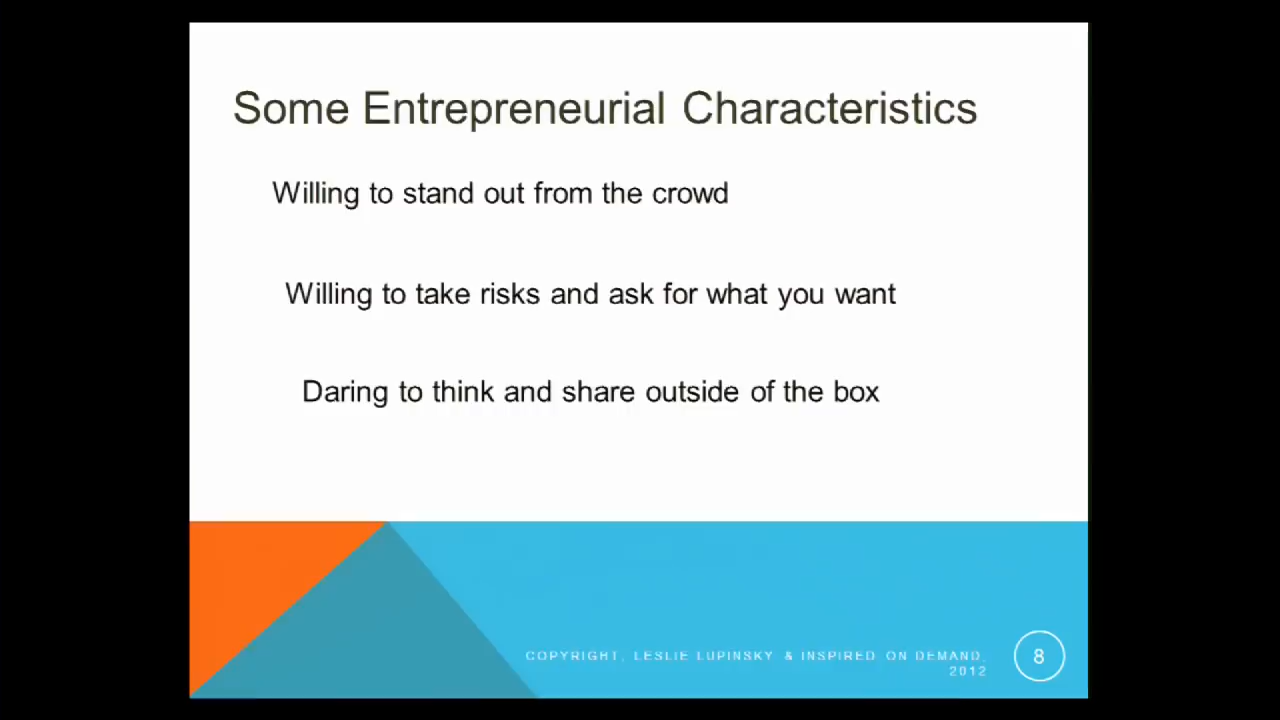 Some Entrepreneurial Characteristics
Willing to stand out from the crowd
Willing to take risks and ask for what you want
Daring to think and share outside of the box
COPYRIGHT, LESLIE LUPINSKY & INSPIRED ON DEMAND,
2012
8